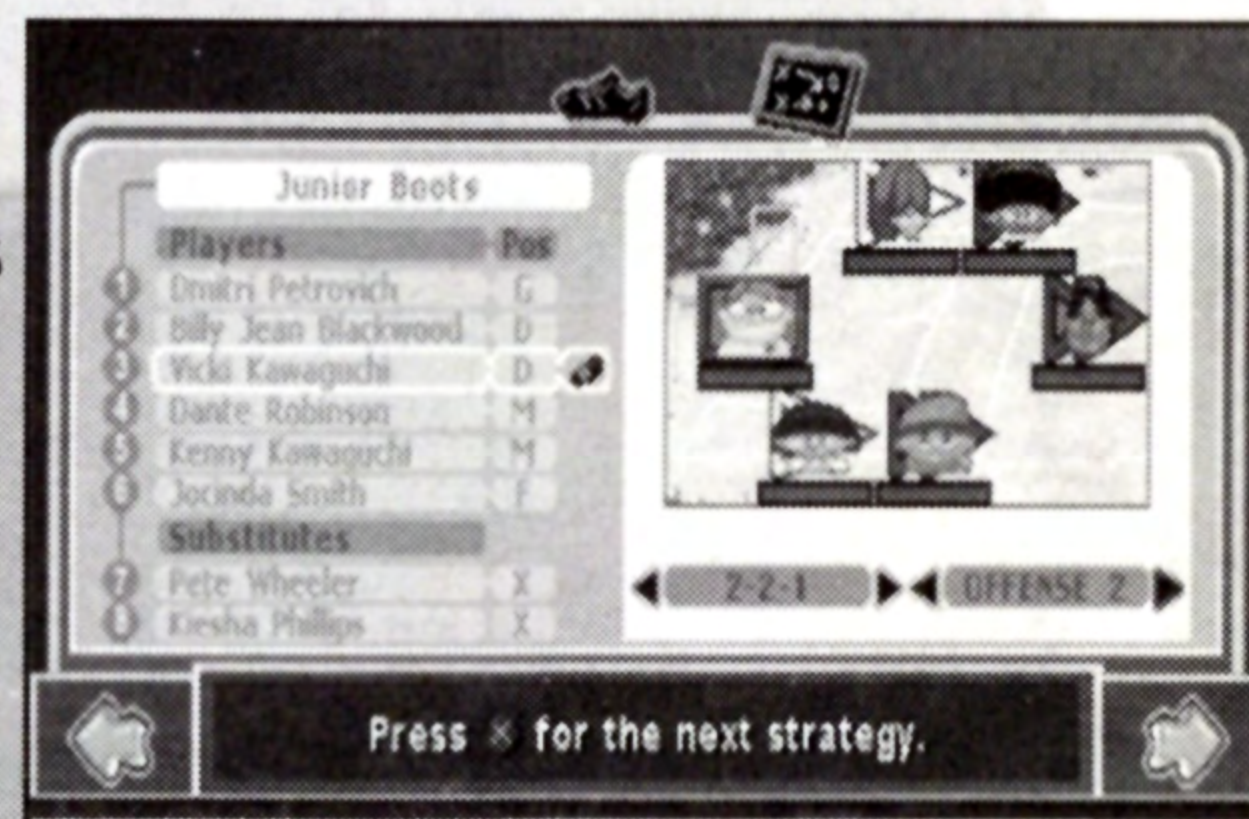 Junior Boots
Players Pos
1 Dmitri Petrovich G
2 Billy Jean Blackwood D
3 Vicki Kawaguchi D
4 Dante Robinson M
5 Kenny Kawaguchi M
6 Jocinda Smith F
Substitutes
7 Pete Wheeler X
8 Kiesha Phillips X
2-2-1 OFFENSE 2
Press X for the next strategy.